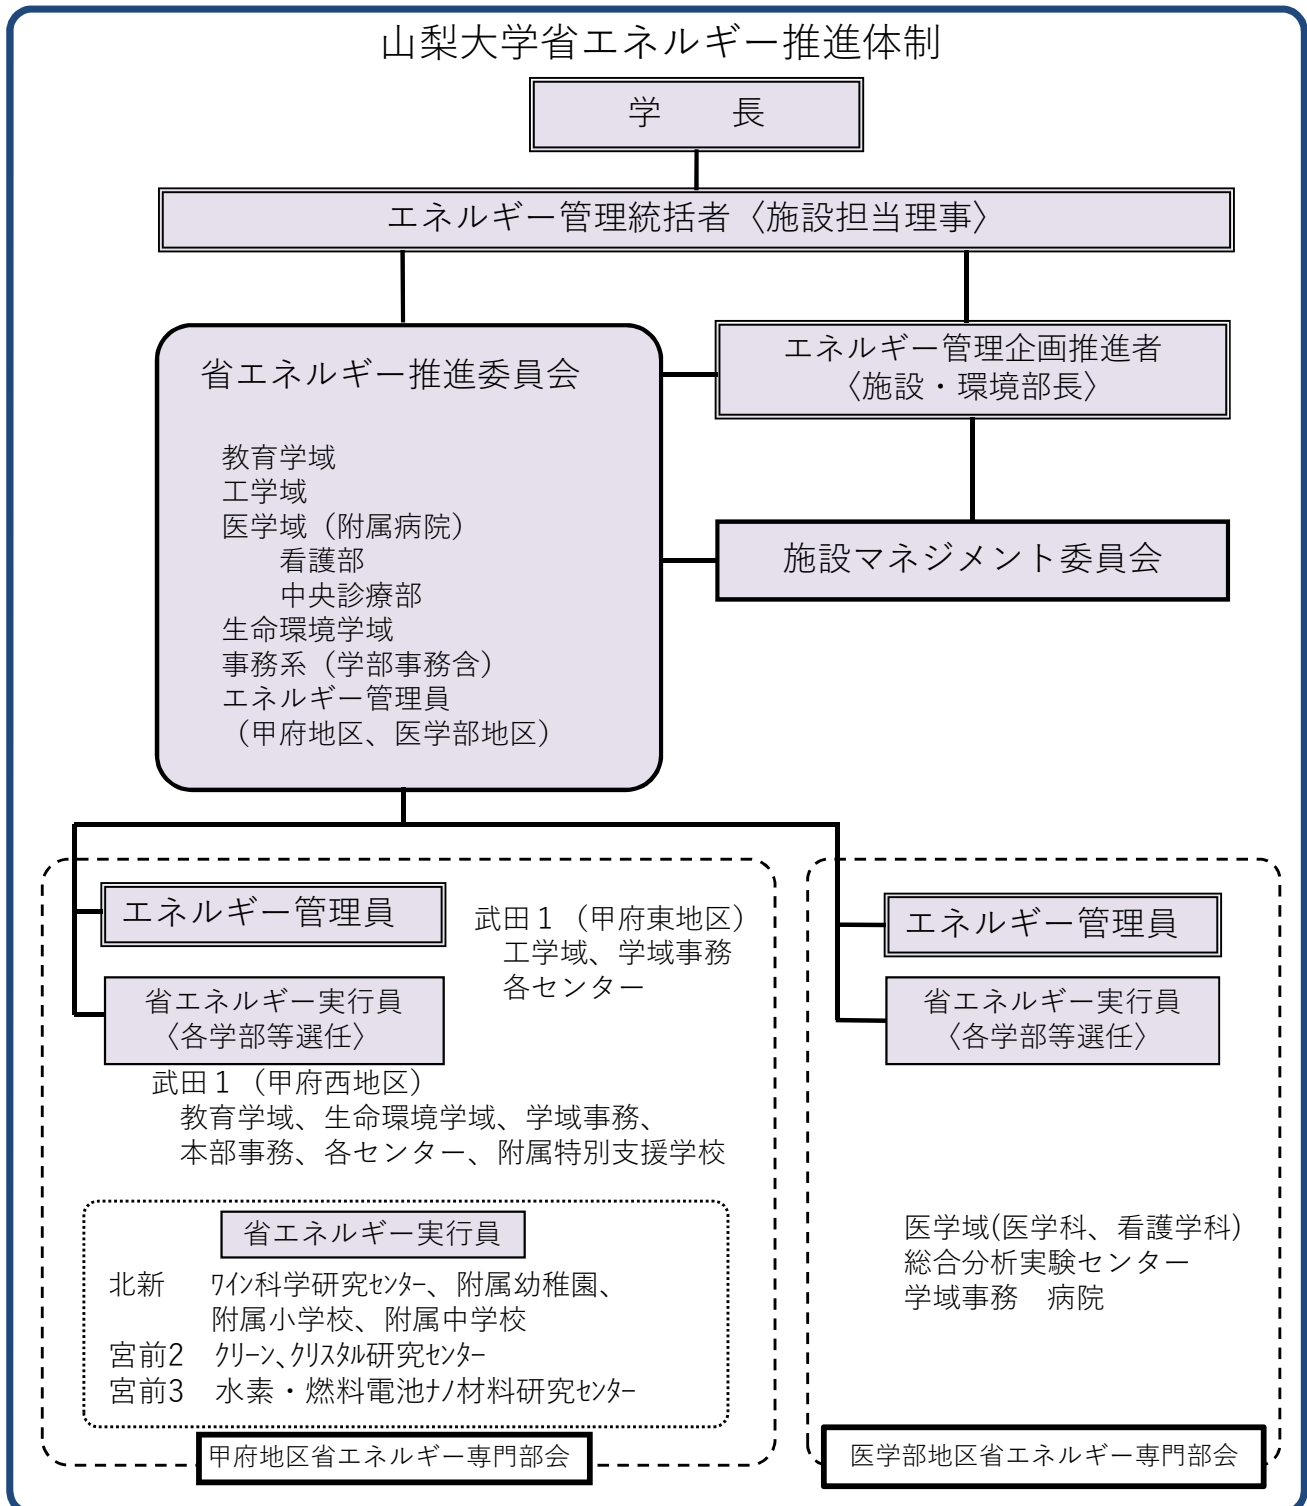 山梨大学省エネルギー推進体制
学　　長
エネルギー管理統括者〈施設担当理事〉
省エネルギー推進委員会
教育学域
工学域
医学域（附属病院）
看護部
中央診療部
生命環境学域
事務系（学部事務含）
エネルギー管理員
（甲府地区、医学部地区）
エネルギー管理企画推進者
〈施設・環境部長〉
施設マネジメント委員会
エネルギー管理員
武田１（甲府東地区）
工学域、学域事務
各センター
省エネルギー実行員
〈各学部等選任〉
武田１（甲府西地区）
教育学域、生命環境学域、学域事務、
本部事務、各センター、附属特別支援学校
省エネルギー実行員
北新　ﾜｲﾝ科学研究ｾﾝﾀｰ、附属幼稚園、
附属小学校、附属中学校
宮前2　ｸﾘｰﾝ､ｸﾘｽﾀﾙ研究ｾﾝﾀｰ
宮前3　水素・燃料電池ﾅﾉ材料研究ｾﾝﾀｰ
甲府地区省エネルギー専門部会
エネルギー管理員
省エネルギー実行員
〈各学部等選任〉
医学域(医学科、看護学科)
総合分析実験センター
学域事務　病院
医学部地区省エネルギー専門部会